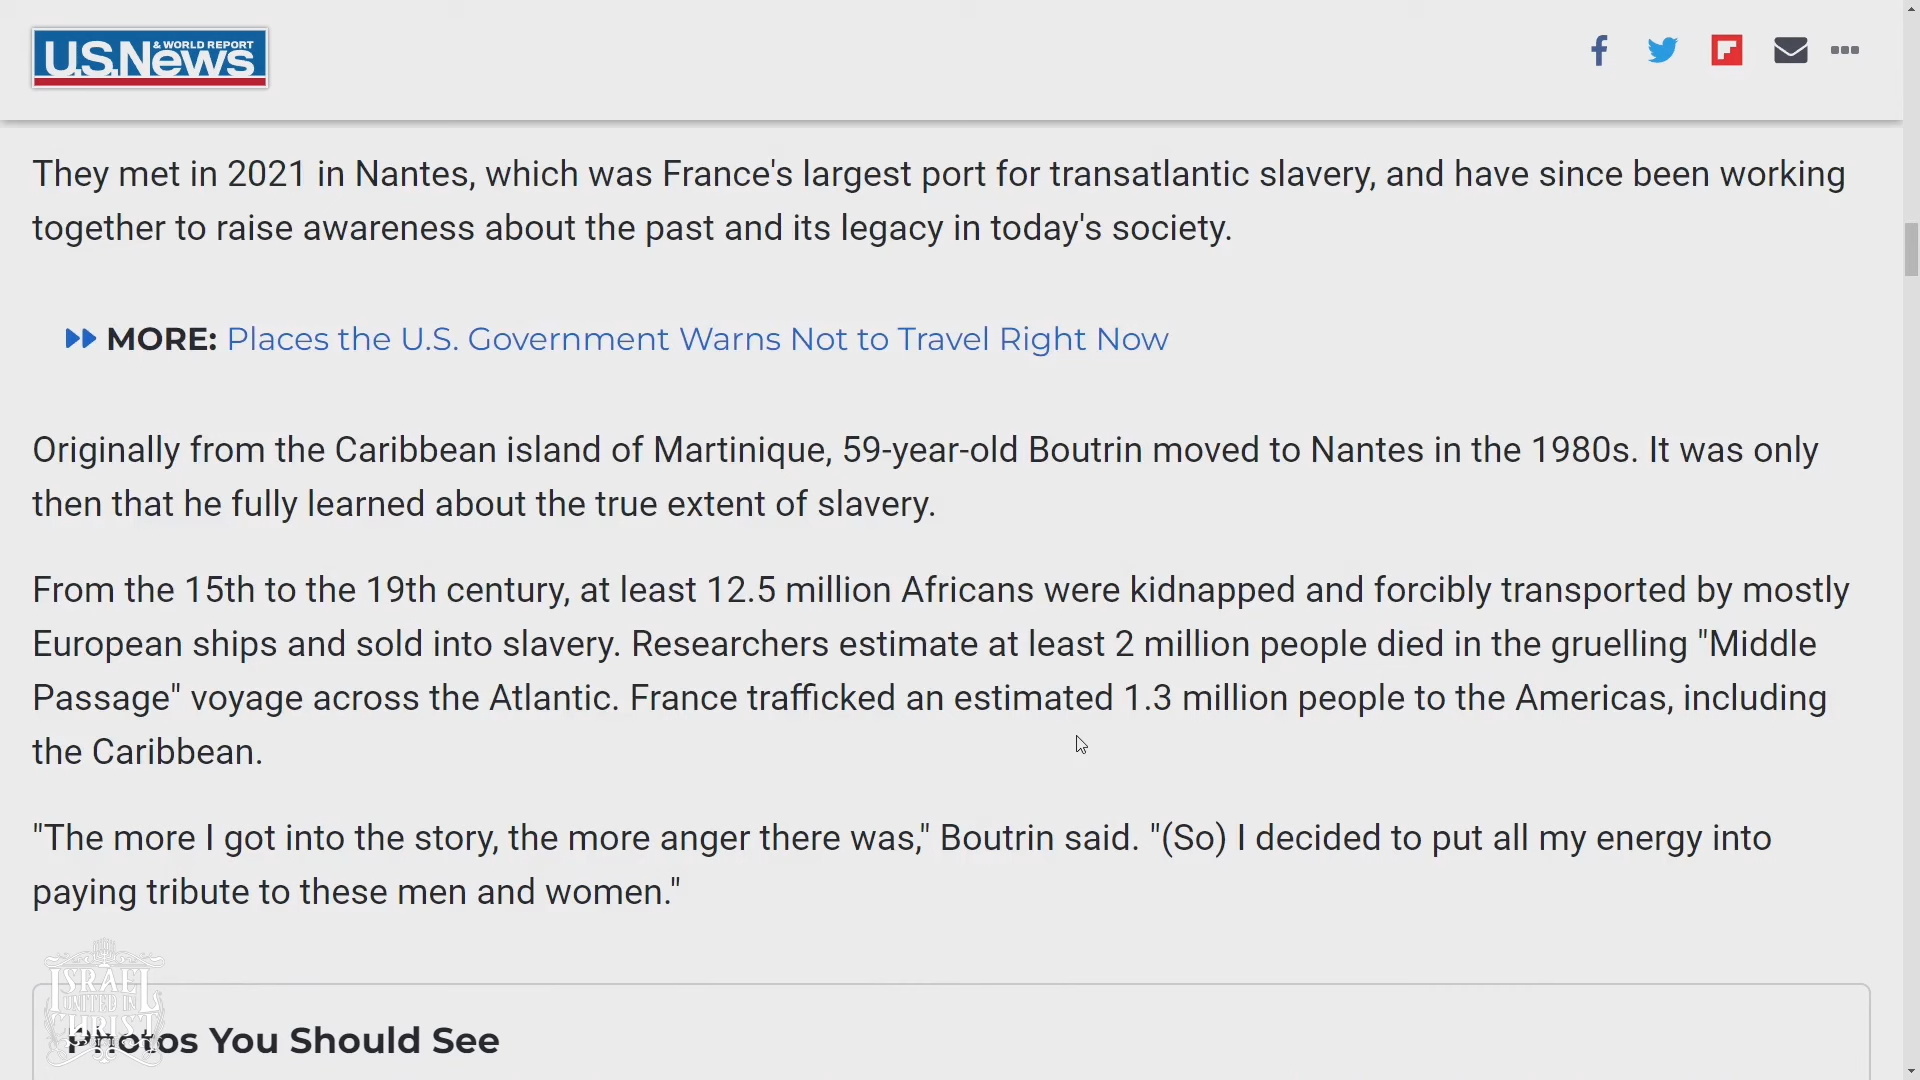 U.S.News
& WORLD REPORT
They met in 2021 in Nantes, which was France's largest port for transatlantic slavery, and have since been working
together to raise awareness about the past and its legacy in today's society.
MORE: Places the U.S. Government Warns Not to Travel Right Now
Originally from the Caribbean island of Martinique, 59-year-old Boutrin moved to Nantes in the 1980s. It was only
then that he fully learned about the true extent of slavery.
From the 15th to the 19th century, at least 12.5 million Africans were kidnapped and forcibly transported by mostly
European ships and sold into slavery. Researchers estimate at least 2 million people died in the gruelling "Middle
Passage" voyage across the Atlantic. France trafficked an estimated 1.3 million people to the Americas, including
the Caribbean.
"The more I got into the story, the more anger there was," Boutrin said. "(So) I decided to put all my energy into
paying tribute to these men and women."
ISRAEL
UNITED IN
CHRIST
Photos You Should See